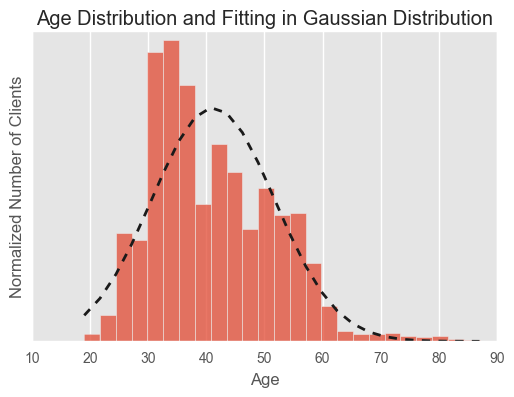 Age Distribution and Fitting in Gaussian Distribution
Normalized Number of Clients
10 20 30 40 50 60 70 80 90
Age